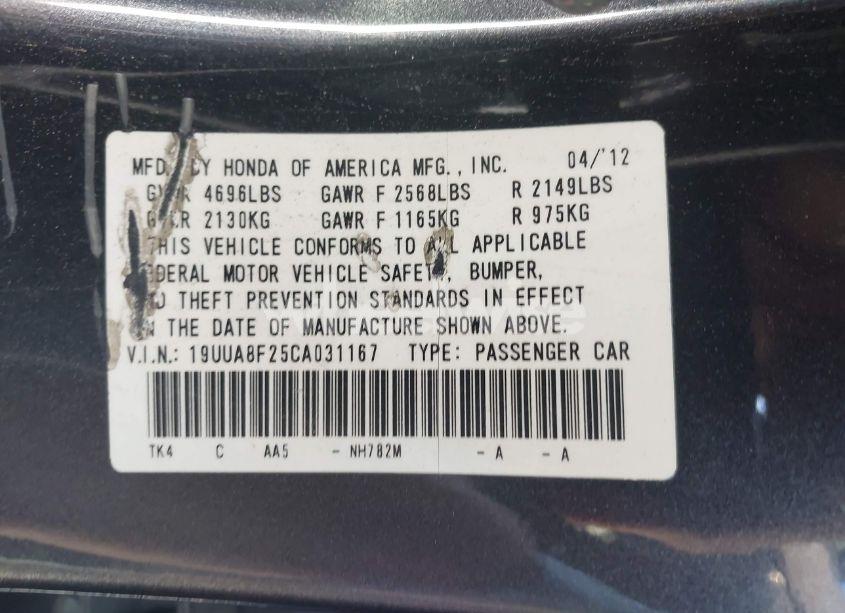 MFD. BY HONDA OF AMERICA MFG., INC. 04/'12
GVWR 4696LBS GAWR F 2568LBS R 2149LBS
2130KG GAWR F 1165KG R 975KG
THIS VEHICLE CONFORMS TO ALL APPLICABLE
FEDERAL MOTOR VEHICLE SAFETY, BUMPER,
THEFT PREVENTION STANDARDS IN EFFECT
ON THE DATE OF MANUFACTURE SHOWN ABOVE.
V.I.N.: 19UUA8F25CA031167 TYPE: PASSENGER CAR
TK4 C AA5 - NH782M - A - A